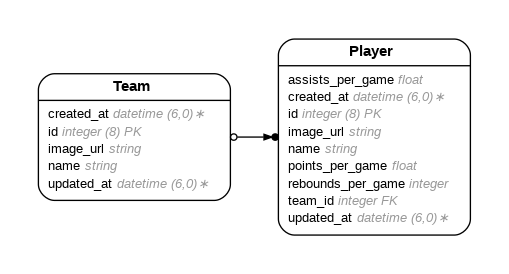 Team
created_at datetime (6,0) ∗
id integer (8) PK
image_url string
name string
updated_at datetime (6,0) ∗
Player
assists_per_game float
created_at datetime (6,0) ∗
id integer (8) PK
image_url string
name string
points_per_game float
rebounds_per_game integer
team_id integer FK
updated_at datetime (6,0) ∗